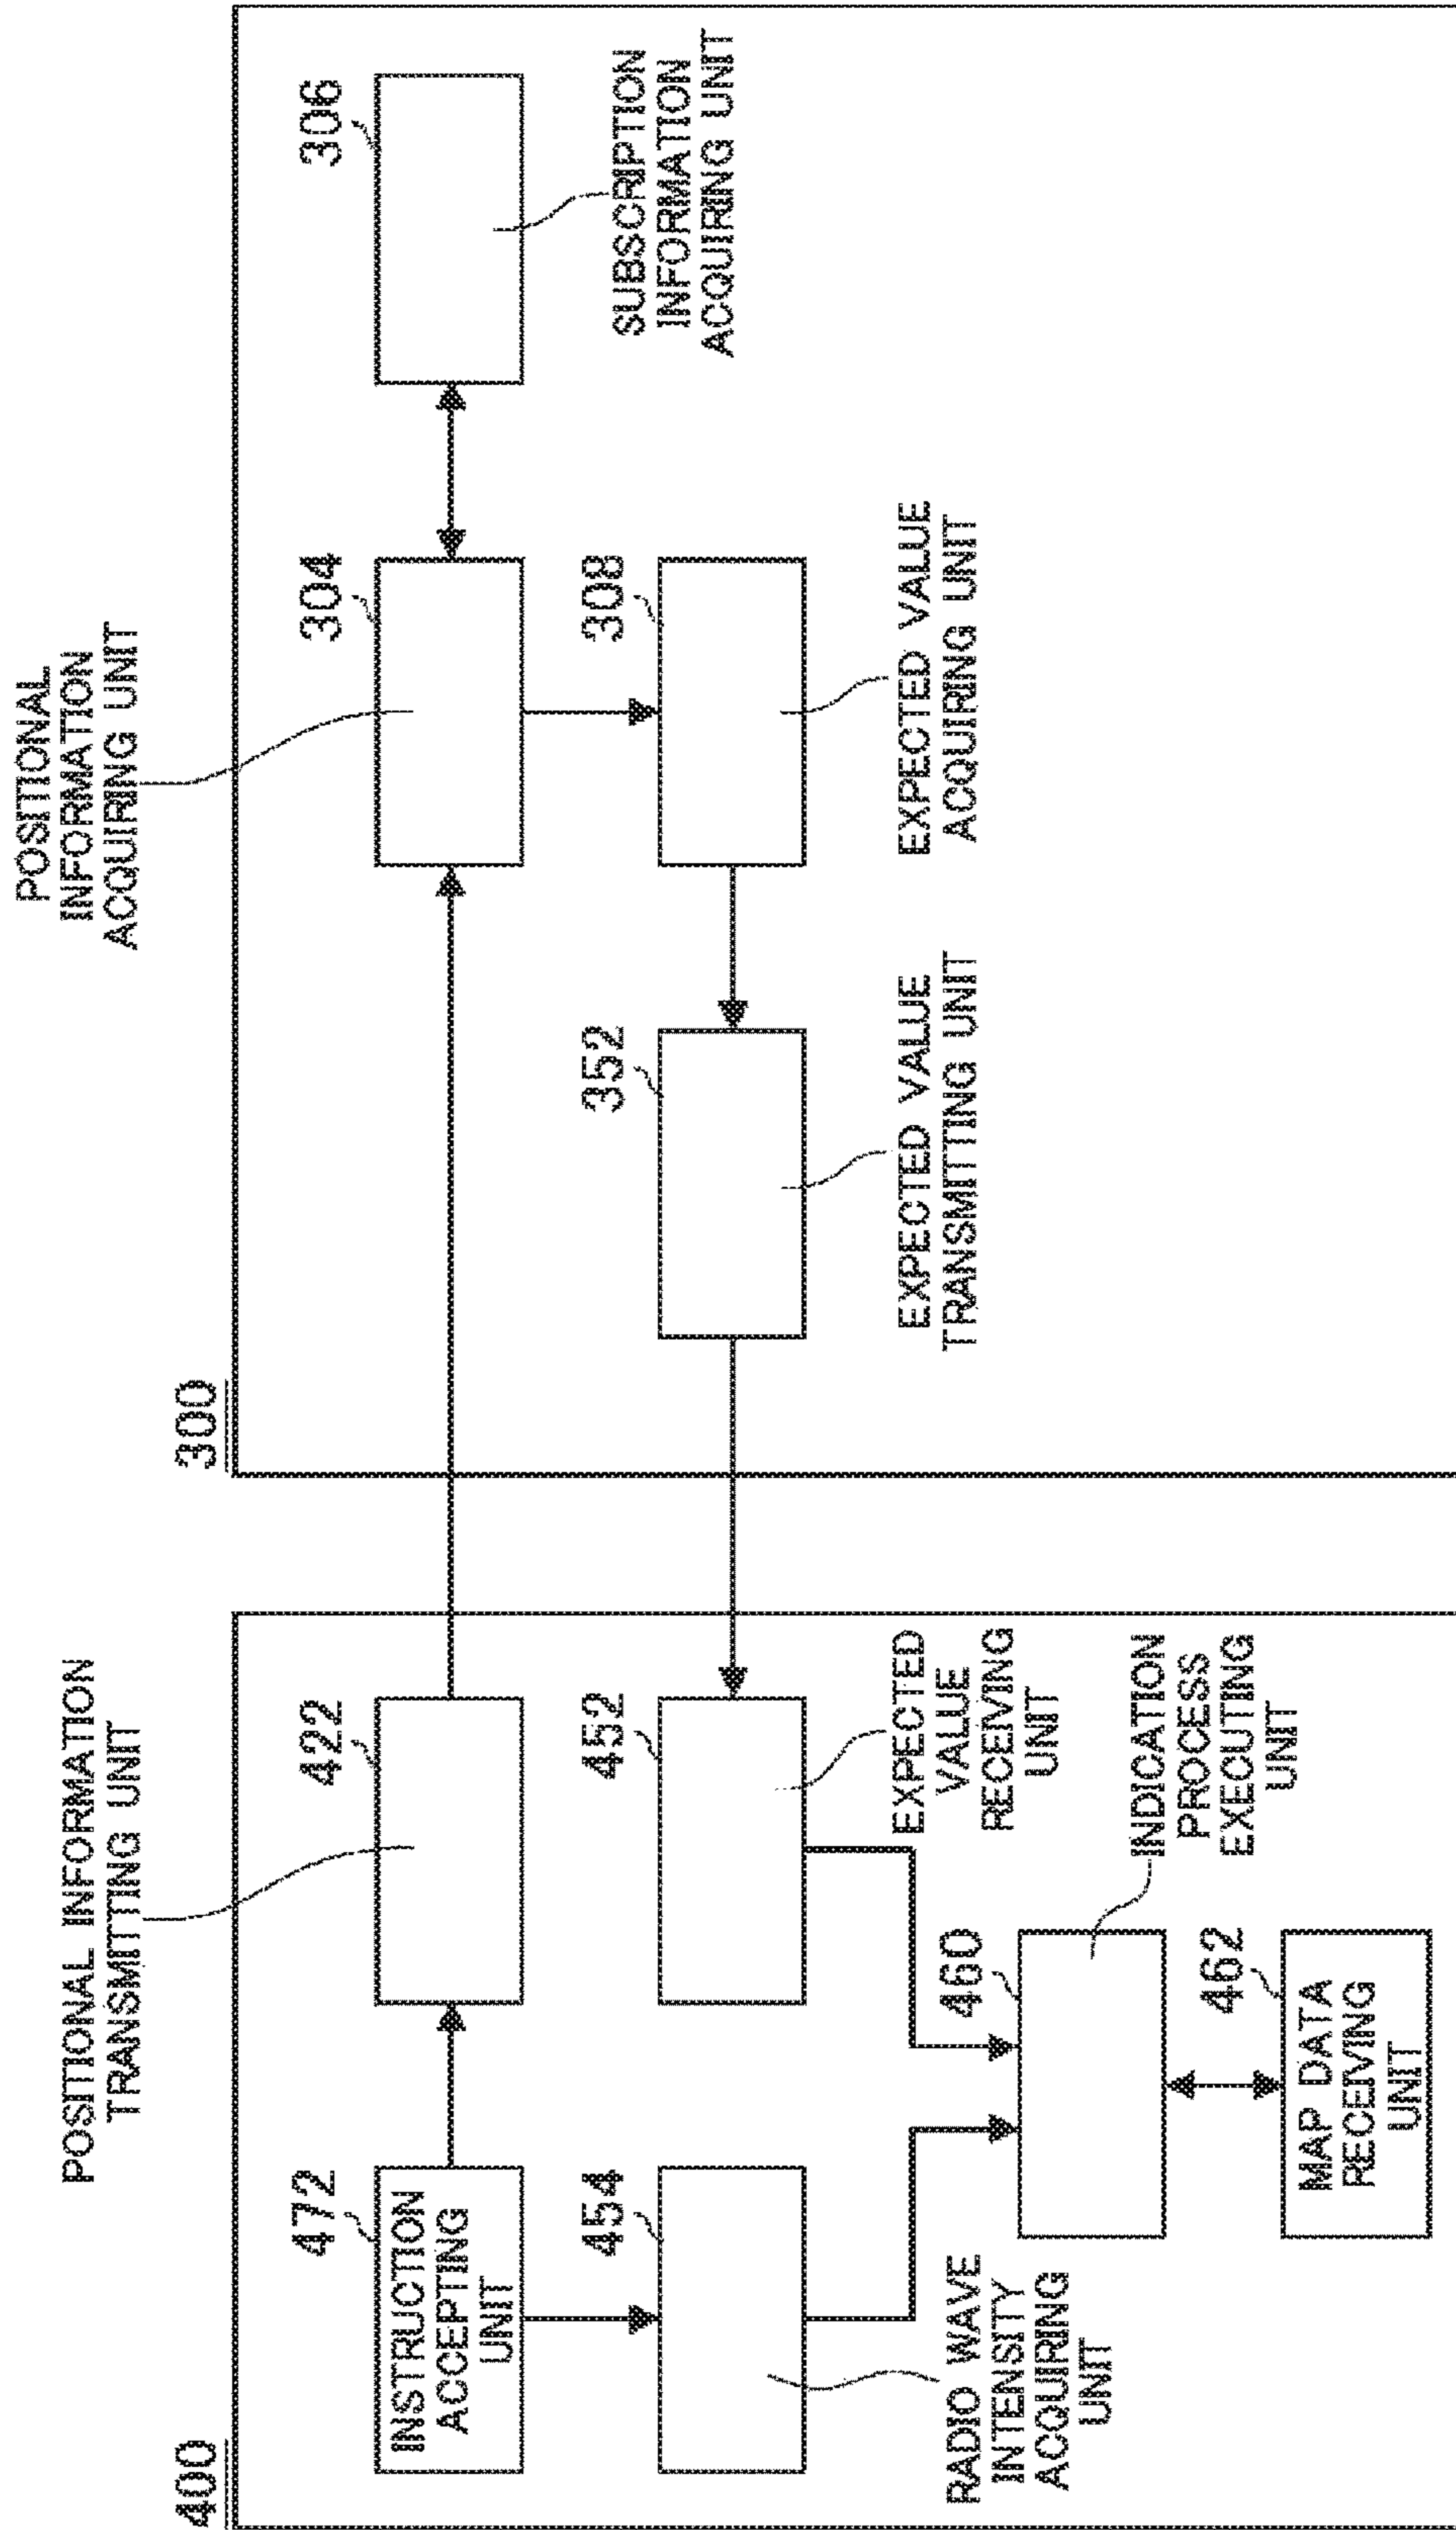 400
POSITIONAL INFORMATION
TRANSMITTING UNIT
472
INSTRUCTION
ACCEPTING
UNIT
422
454
RADIO WAVE
INTENSITY
ACQUIRING
UNIT
452
EXPECTED
VALUE
RECEIVING
UNIT
460
INDICATION
PROCESS
EXECUTING
UNIT
462
MAP DATA
RECEIVING
UNIT
300
POSITIONAL
INFORMATION
ACQUIRING UNIT
304
306
SUBSCRIPTION
INFORMATION
ACQUIRING UNIT
352
EXPECTED VALUE
TRANSMITTING UNIT
308
EXPECTED VALUE
ACQUIRING UNIT